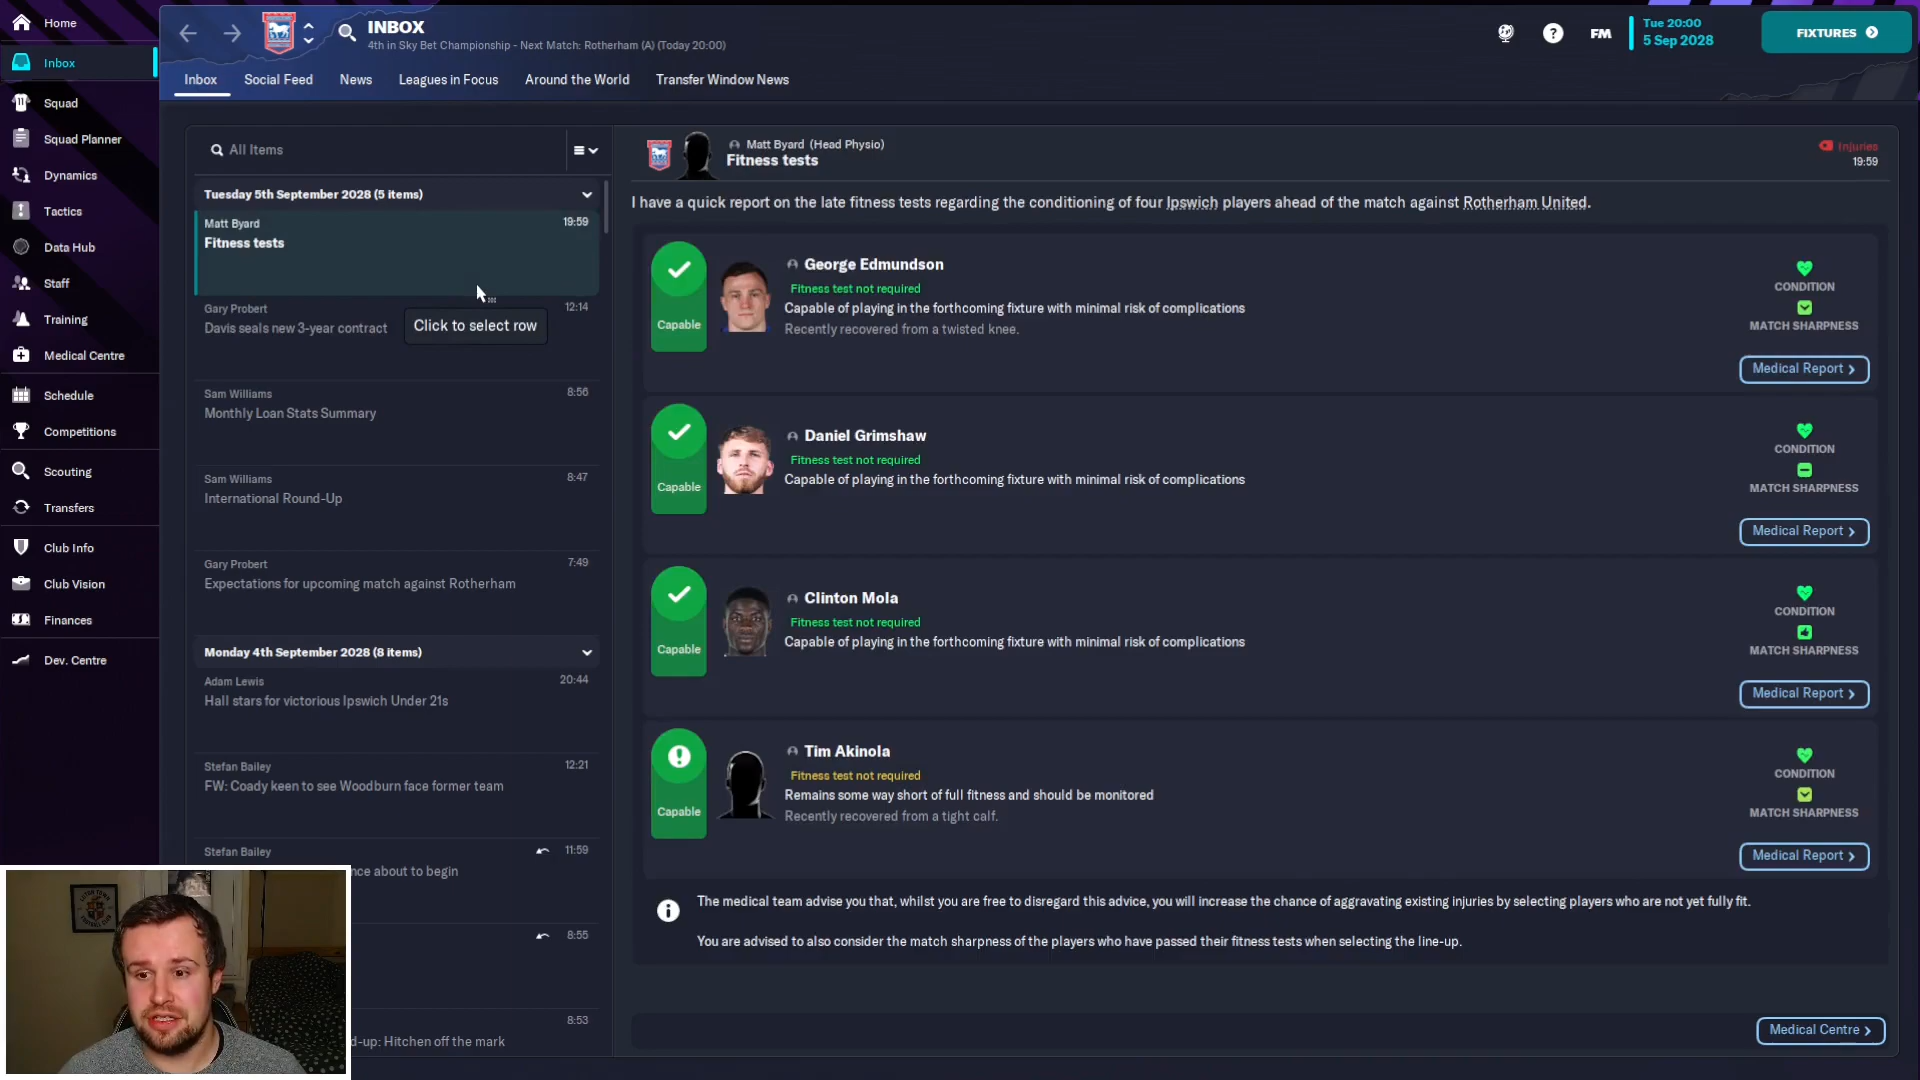 Home
Inbox
Squad
Squad Planner
Dynamics
Tactics
Data Hub
Staff
Training
Medical Centre
Schedule
Competitions
Scouting
Transfers
Club Info
Club Vision
Finances
Dev. Centre
INBOX
4th in Sky Bet Championship - Next Match: Rotherham (A) (Today 20:00)
FM
Tue 20:00
5 Sep 2028
FIXTURES
Inbox Social Feed News Leagues in Focus Around the World Transfer Window News
All Items
Tuesday 5th September 2028 (5 items)
Matt Byard 19:59
Fitness tests
Gary Probert 12:14
Davis seals new 3-year contract
Click to select row
Sam Williams 8:56
Monthly Loan Stats Summary
Sam Williams 8:47
International Round-Up
Gary Probert 7:49
Expectations for upcoming match against Rotherham
Monday 4th September 2028 (8 items)
Adam Lewis 20:44
Hall stars for victorious Ipswich Under 21s
Stefan Bailey 12:21
FW: Coady keen to see Woodburn face former team
Stefan Bailey 11:59
nce about to begin
8:55
8:53
d-up: Hitchen off the mark
Matt Byard (Head Physio)
Fitness tests
Injuries
19:59
I have a quick report on the late fitness tests regarding the conditioning of four Ipswich players ahead of the match against Rotherham United.
Capable
George Edmundson
Fitness test not required
Capable of playing in the forthcoming fixture with minimal risk of complications
Recently recovered from a twisted knee.
CONDITION
MATCH SHARPNESS
Medical Report
Capable
Daniel Grimshaw
Fitness test not required
Capable of playing in the forthcoming fixture with minimal risk of complications
CONDITION
MATCH SHARPNESS
Medical Report
Capable
Clinton Mola
Fitness test not required
Capable of playing in the forthcoming fixture with minimal risk of complications
CONDITION
MATCH SHARPNESS
Medical Report
Capable
Tim Akinola
Fitness test not required
Remains some way short of full fitness and should be monitored
Recently recovered from a tight calf.
CONDITION
MATCH SHARPNESS
Medical Report
The medical team advise you that, whilst you are free to disregard this advice, you will increase the chance of aggravating existing injuries by selecting players who are not yet fully fit.
You are advised to also consider the match sharpness of the players who have passed their fitness tests when selecting the line-up.
Medical Centre